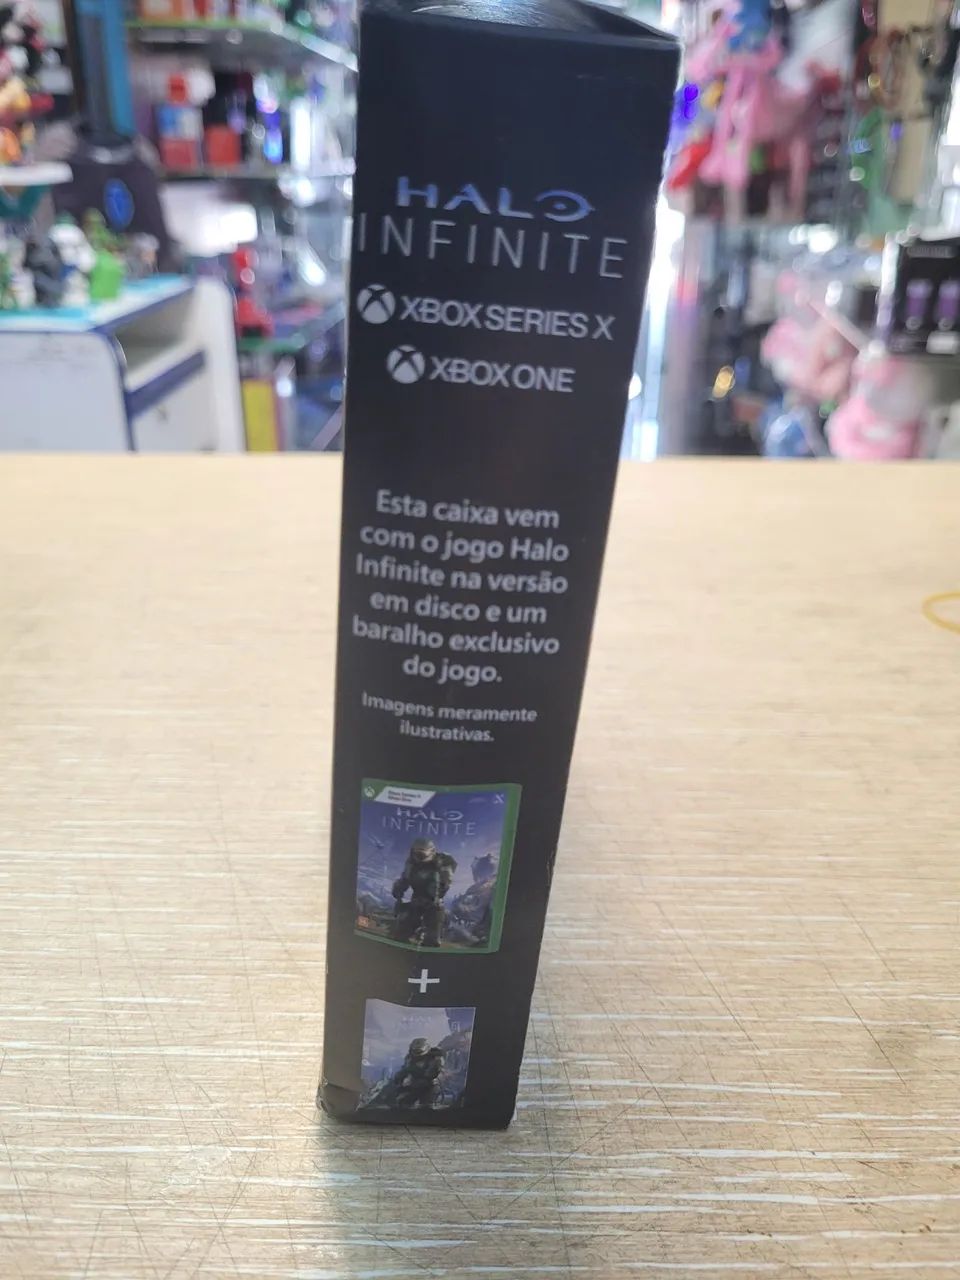 HALO
INFINITE
XBOX SERIES X
XBOX ONE
Esta caixa vem
com o jogo Halo
Infinite na versão
em disco e um
baralho exclusivo
do jogo.
Imagens meramente
ilustrativas.
HALO
INFINITE
+